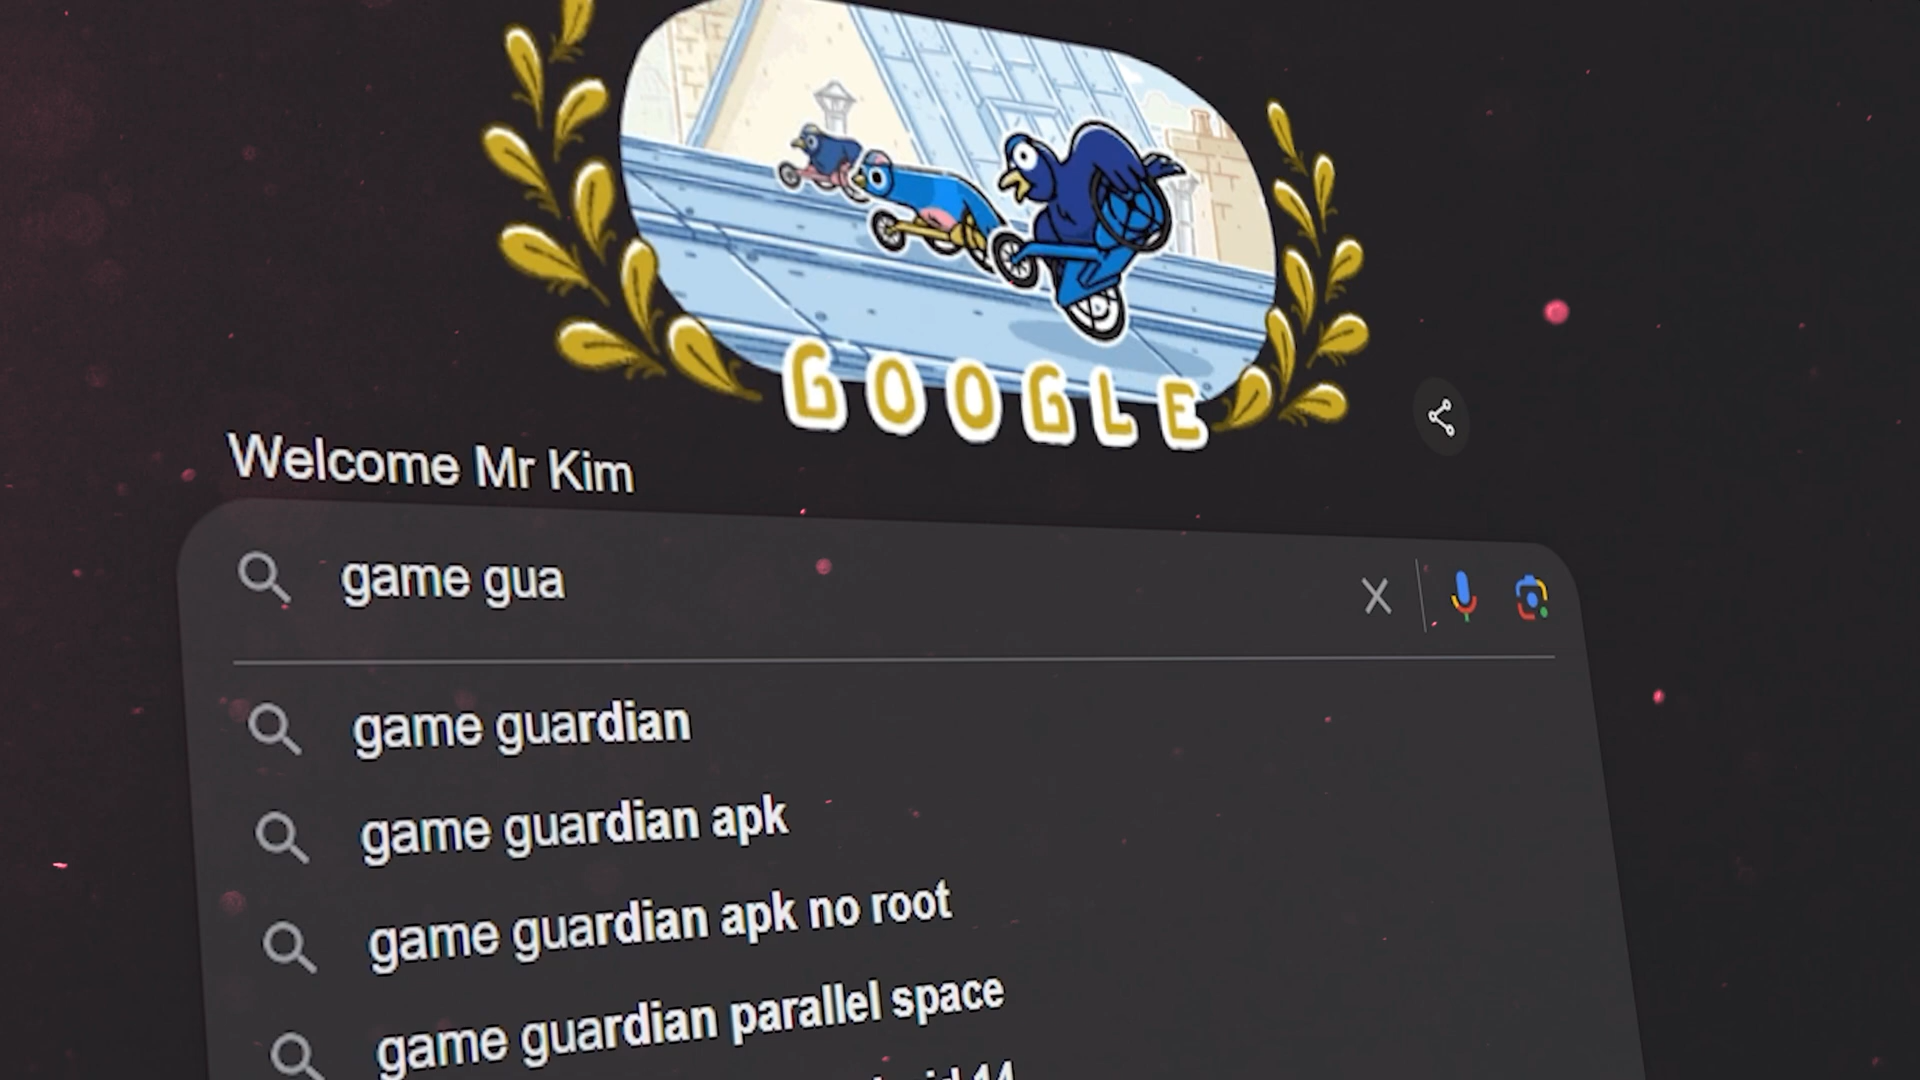 GOOGLE
Welcome Mr Kim
game gua
game guardian
game guardian apk
game guardian apk no root
game guardian parallel space
14